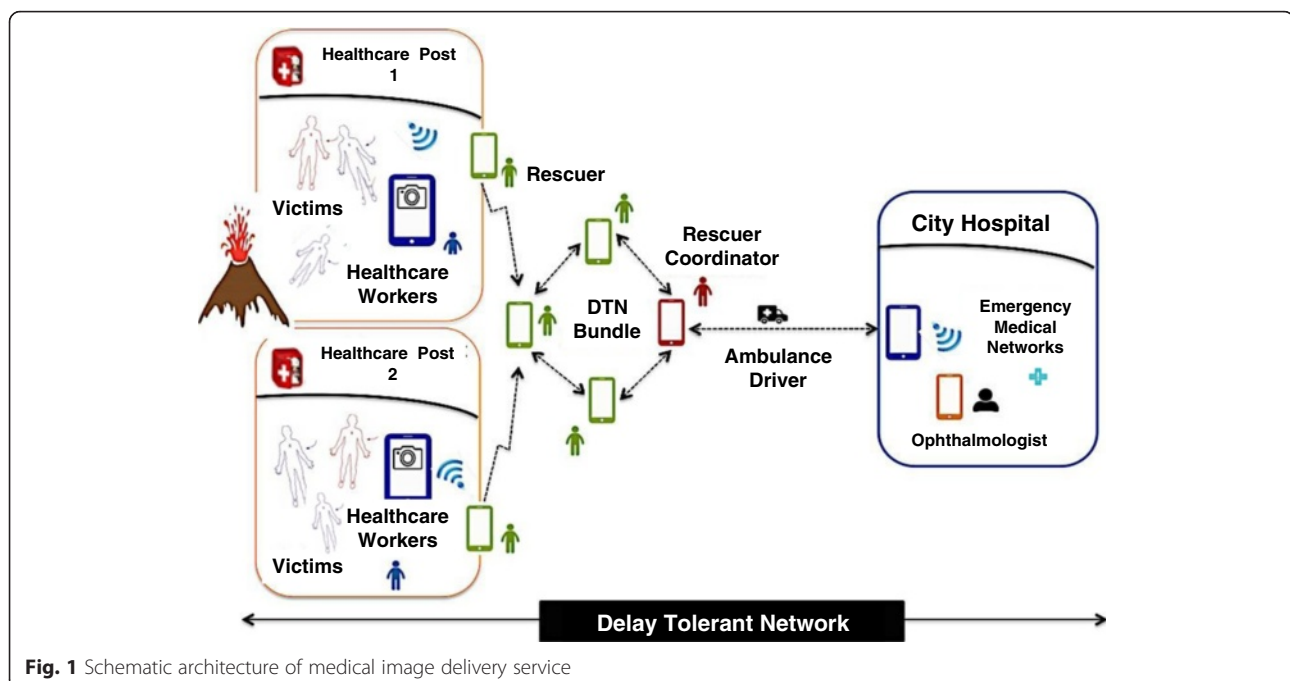 Healthcare Post
1
Victims
Healthcare
Workers
Rescuer
Healthcare Post
2
Healthcare
Workers
Victims
DTN
Bundle
Rescuer
Coordinator
Ambulance
Driver
City Hospital
Emergency
Medical
Networks
Ophthalmologist
Delay Tolerant Network
Fig. 1 Schematic architecture of medical image delivery service